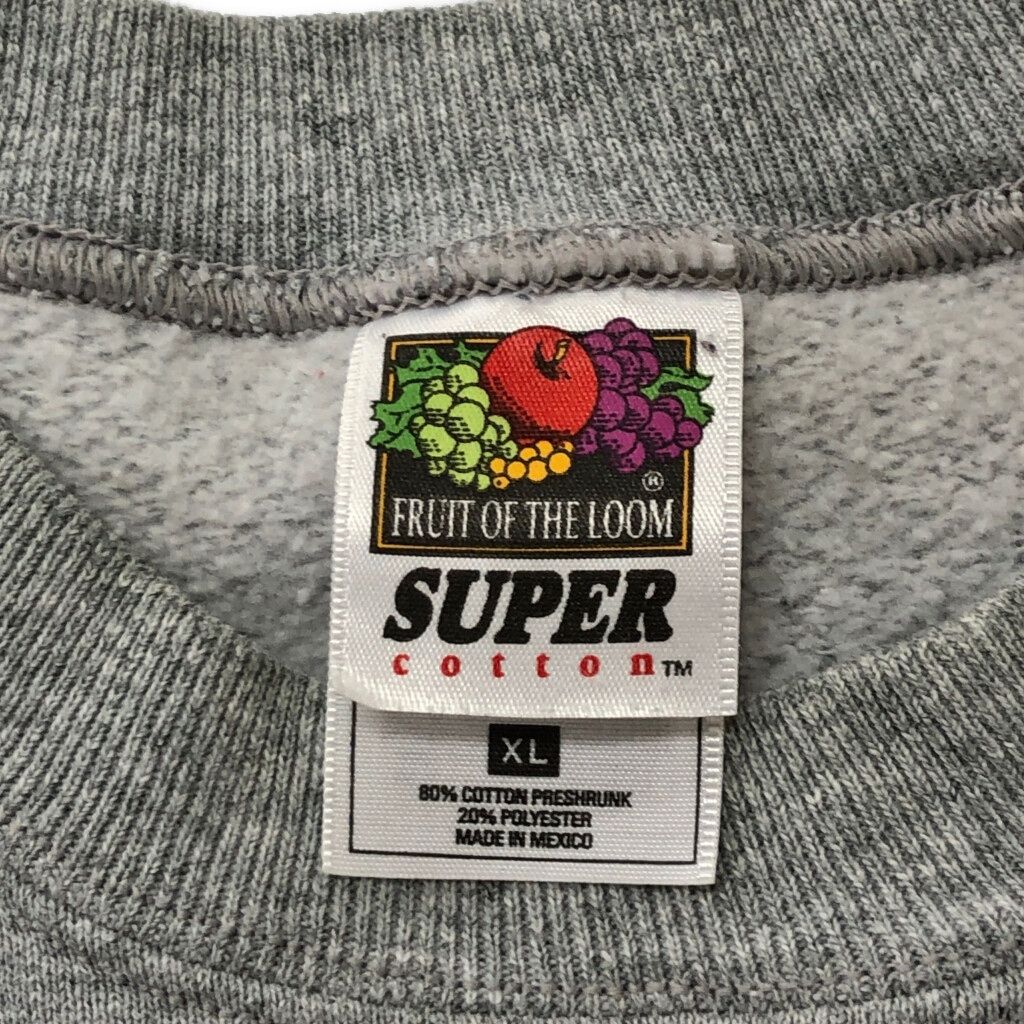 ®
FRUIT OF THE LOOM
SUPER
cotton™
XL
80% COTTON PRESHRUNK
20% POLYESTER
MADE IN MEXICO